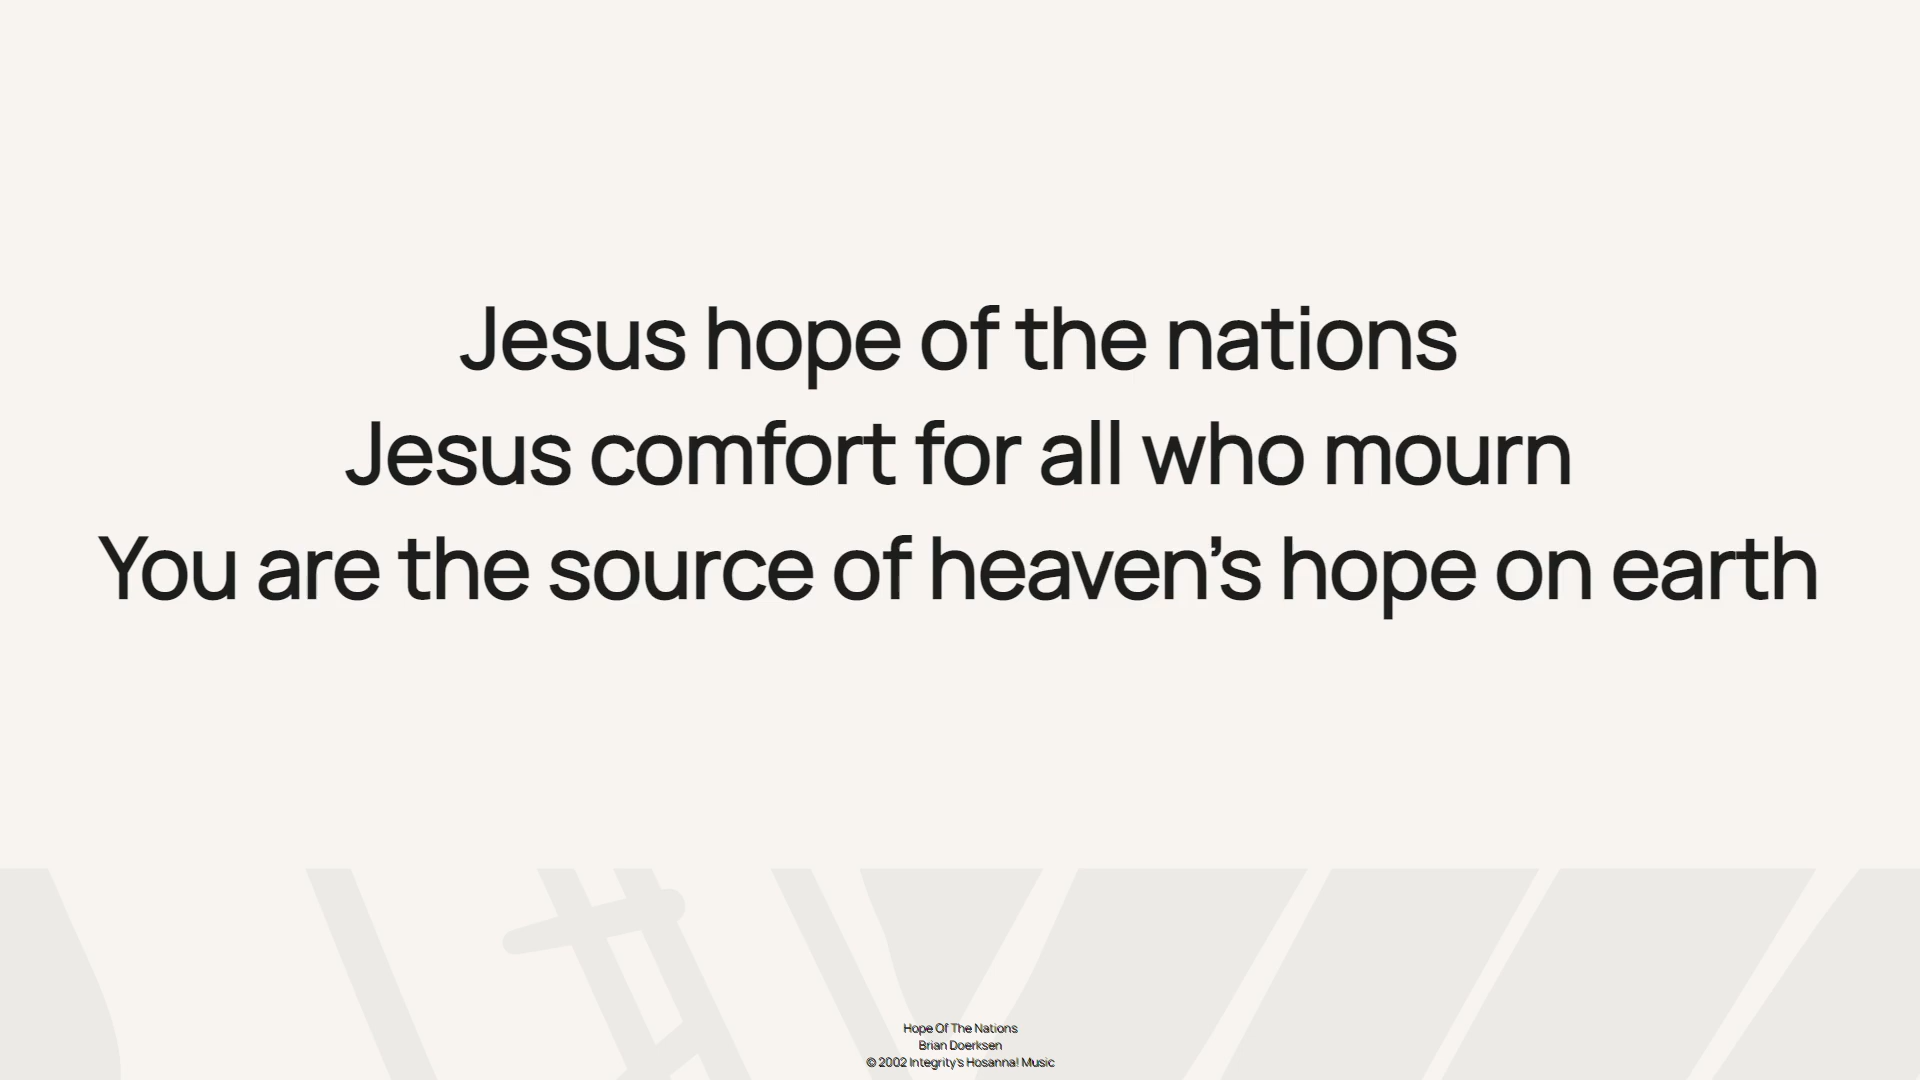 Jesus hope of the nations
Jesus comfort for all who mourn
You are the source of heaven’s hope on earth
Hope Of The Nations
Brian Doerksen
© 2002 Integrity's Hosanna! Music